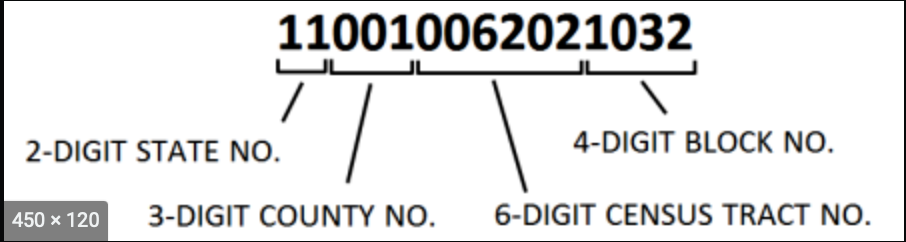 110010062021032
2-DIGIT STATE NO.
4-DIGIT BLOCK NO.
3-DIGIT COUNTY NO.
6-DIGIT CENSUS TRACT NO.
450 × 120